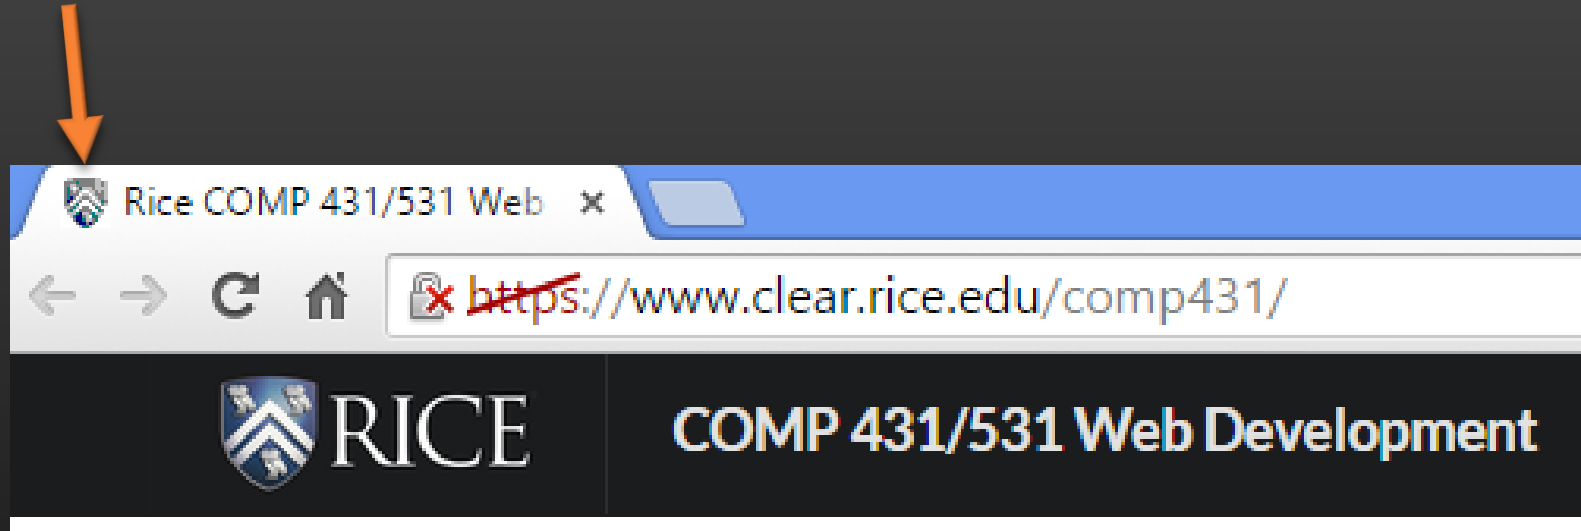 Rice COMP 431/531 Web
https://www.clear.rice.edu/comp431/
RICE COMP 431/531 Web Development